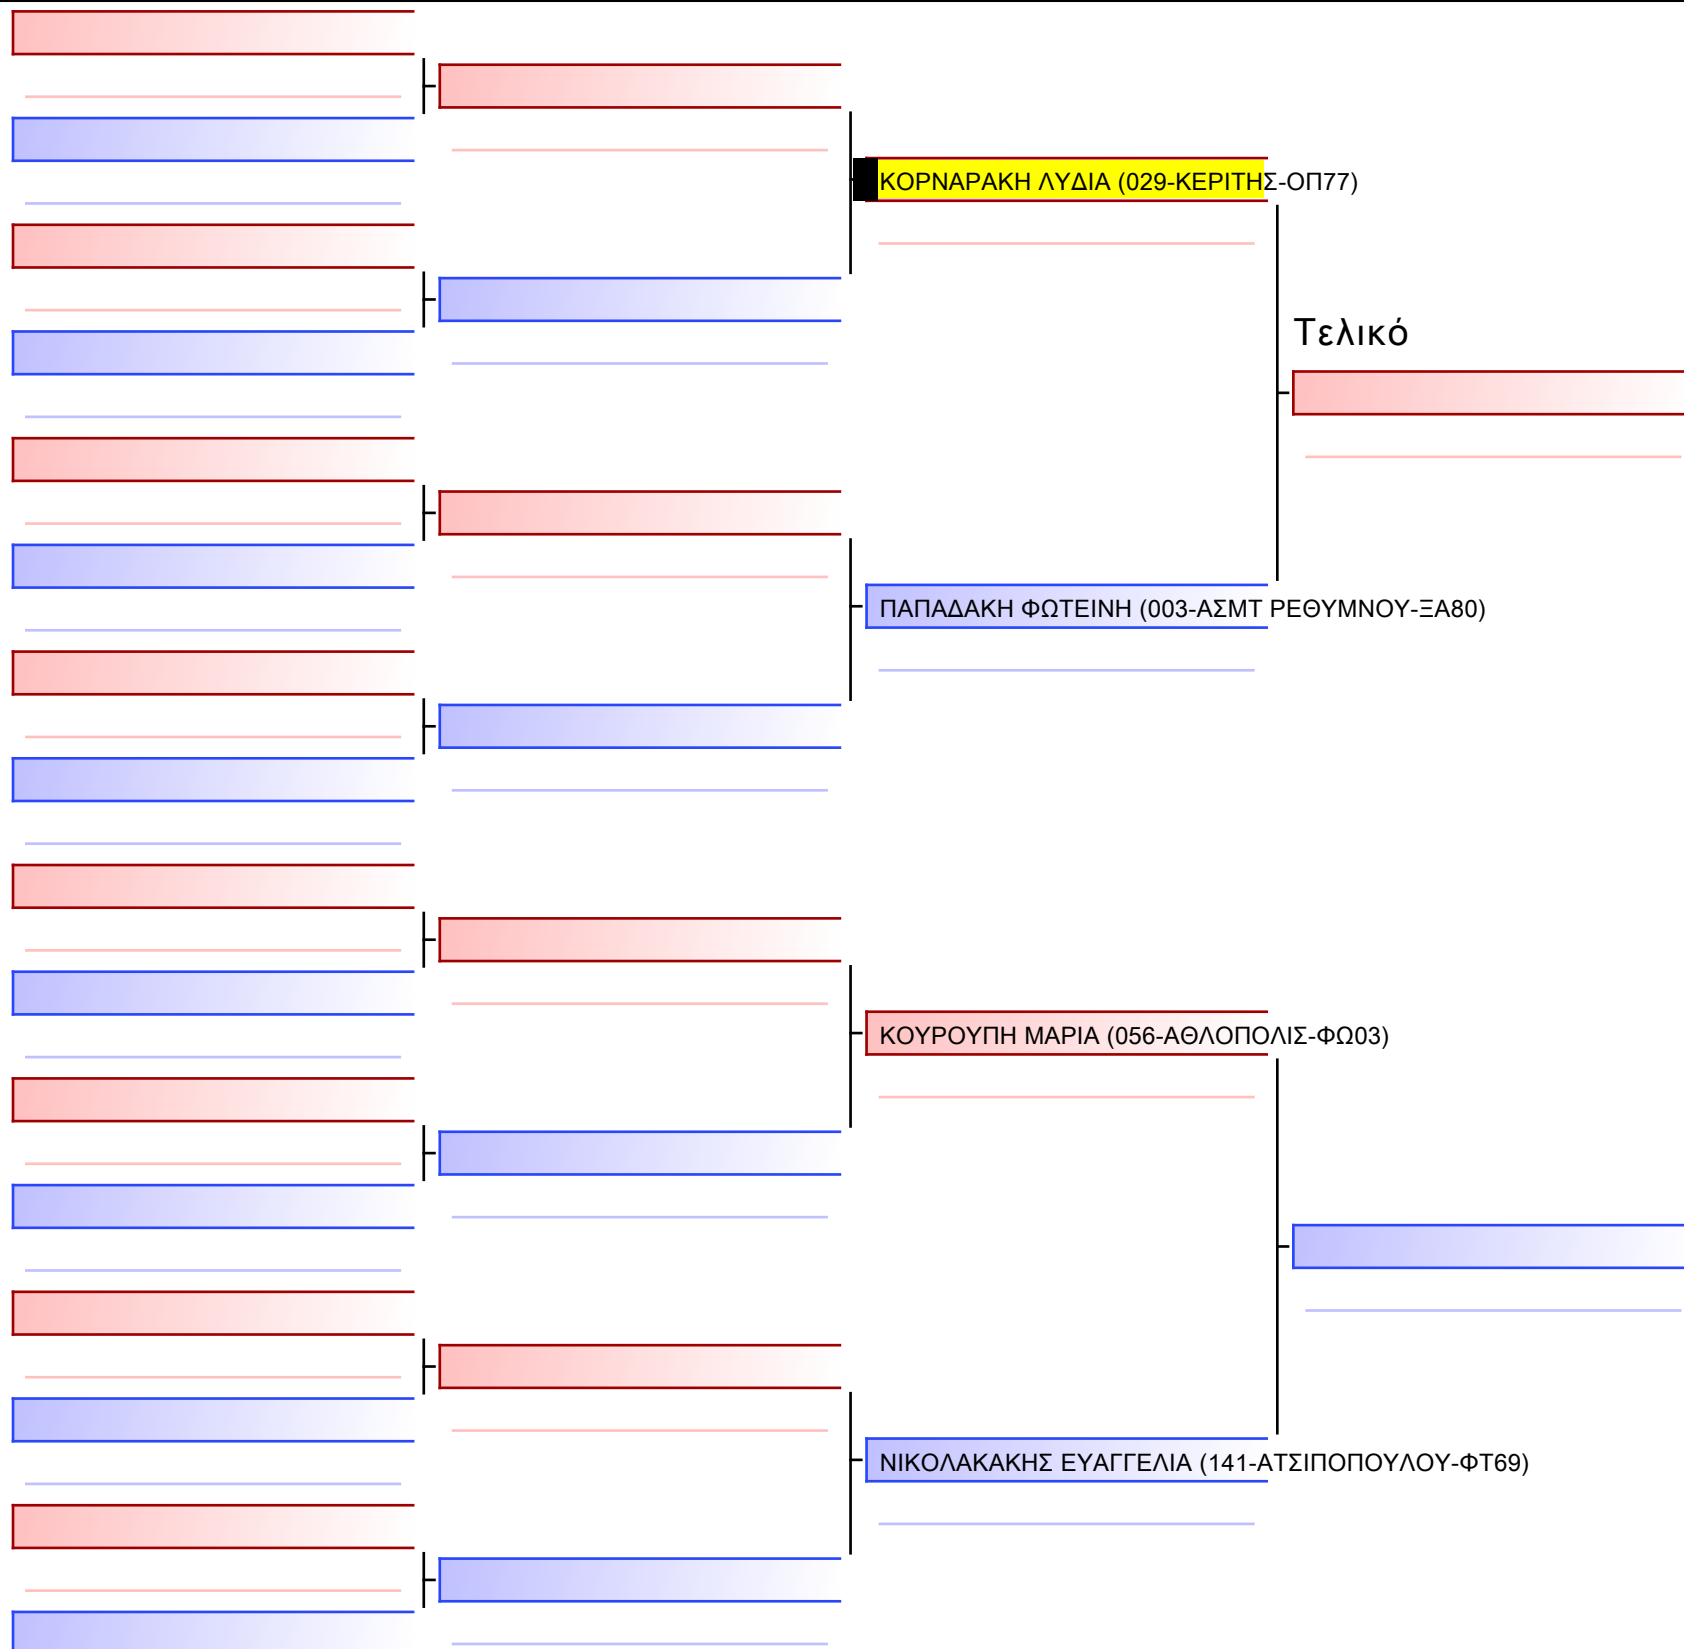 ΚΟΡΝΑΡΑΚΗ ΛΥΔΙΑ (029-ΚΕΡΙΤΗΣ-ΟΠ77)
Τελικό
ΠΑΠΑΔΑΚΗ ΦΩΤΕΙΝΗ (003-ΑΣΜΤ ΡΕΘΥΜΝΟΥ-ΞΑ80)
ΚΟΥΡΟΥΠΗ ΜΑΡΙΑ (056-ΑΘΛΟΠΟΛΙΣ-ΦΩ03)
ΝΙΚΟΛΑΚΑΚΗΣ ΕΥΑΓΓΕΛΙΑ (141-ΑΤΣΙΠΟΠΟΥΛΟΥ-ΦΤ69)